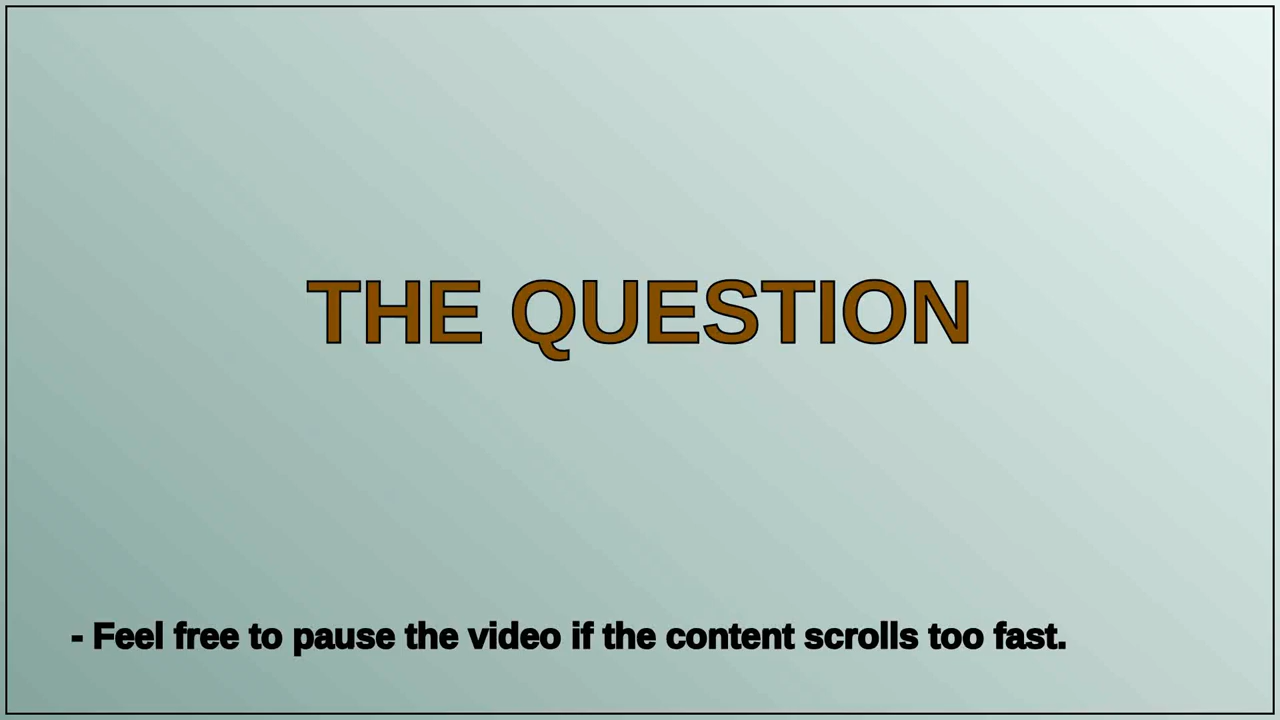 THE QUESTION
- Feel free to pause the video if the content scrolls too fast.